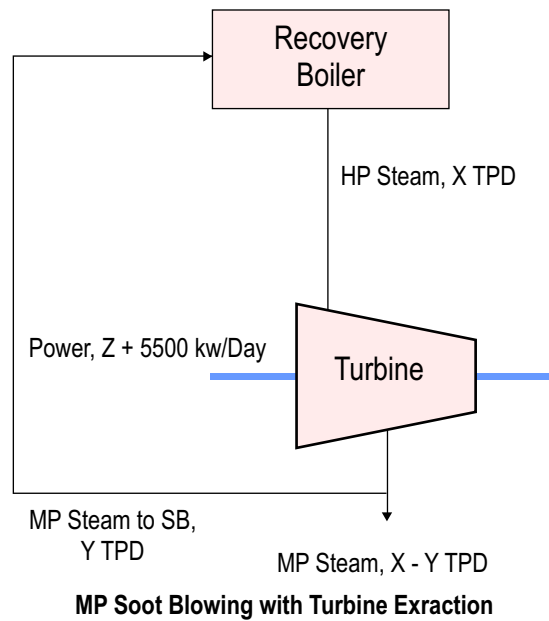 Recovery
Boiler
HP Steam, X TPD
Power, Z + 5500 kw/Day
Turbine
MP Steam to SB,
Y TPD
MP Steam, X - Y TPD
MP Soot Blowing with Turbine Exraction